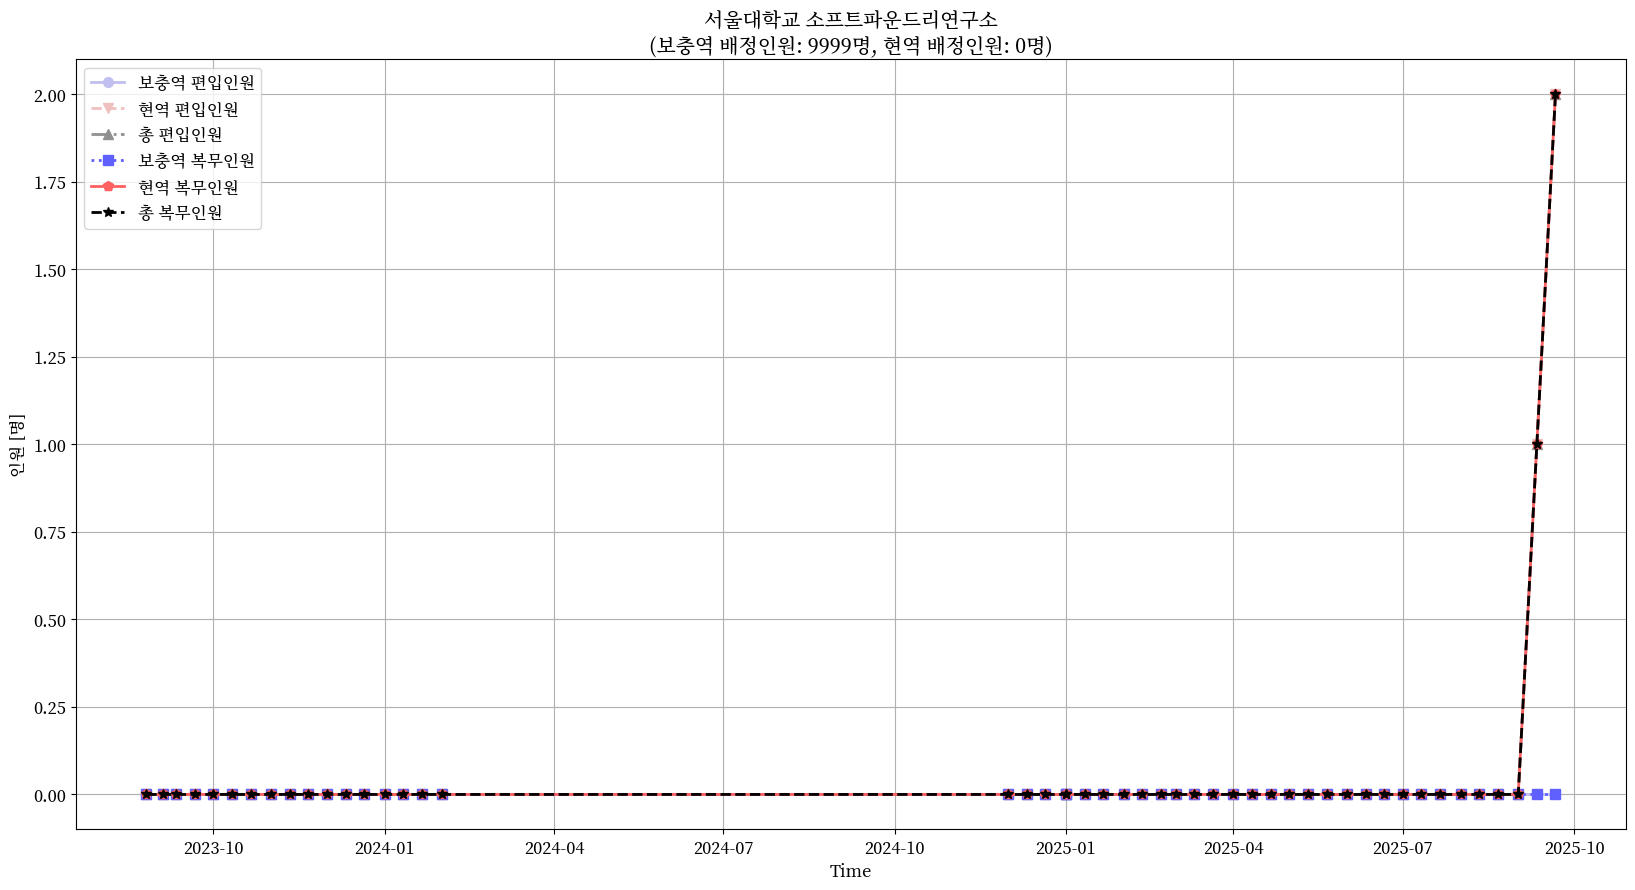 서울대학교 소프트파운드리연구소
(보충역 배정인원: 9999명, 현역 배정인원: 0명)
보충역 편입인원
현역 편입인원
총 편입인원
보충역 복무인원
현역 복무인원
총 복무인원
2.00
1.75
1.50
1.25
1.00
0.75
0.50
0.25
0.00
인원 [명]
2023-10
2024-01
2024-04
2024-07
2024-10
2025-01
2025-04
2025-07
2025-10
Time